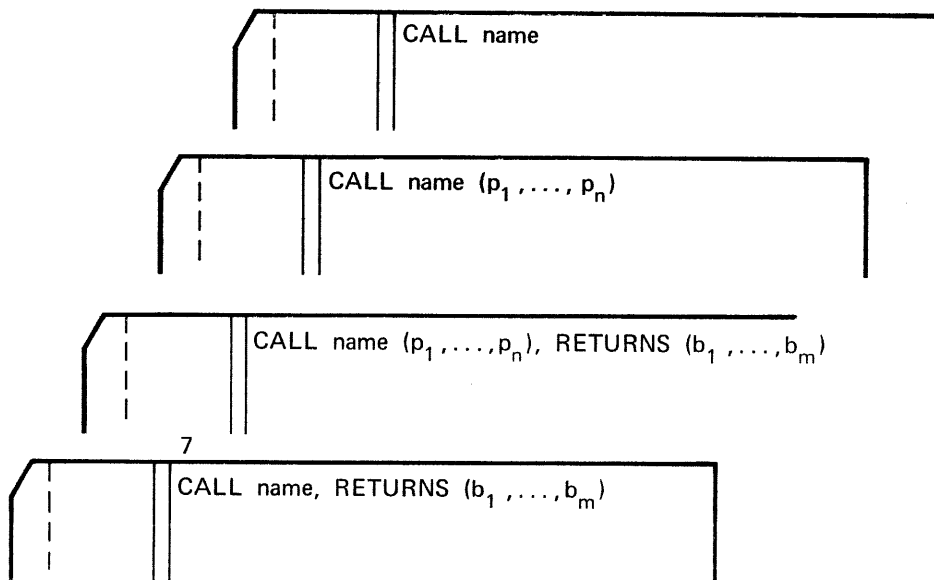 CALL name
CALL name (p₁, . . . , pₙ)
CALL name (p₁, . . . ,pₙ), RETURNS (b₁, . . . ,bₘ)
7
CALL name, RETURNS (b₁, . . . ,bₘ)